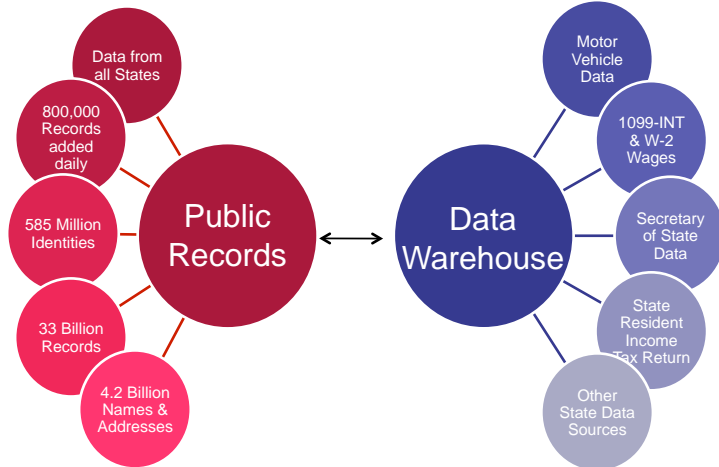 Data from
all States
800,000
Records
added
daily
585 Million
Identities
33 Billion
Records
4.2 Billion
Names &
Addresses
Public
Records
Data
Warehouse
Motor
Vehicle
Data
1099-INT
& W-2
Wages
Secretary
of State
Data
State
Resident
Income
Tax Return
Other
State Data
Sources